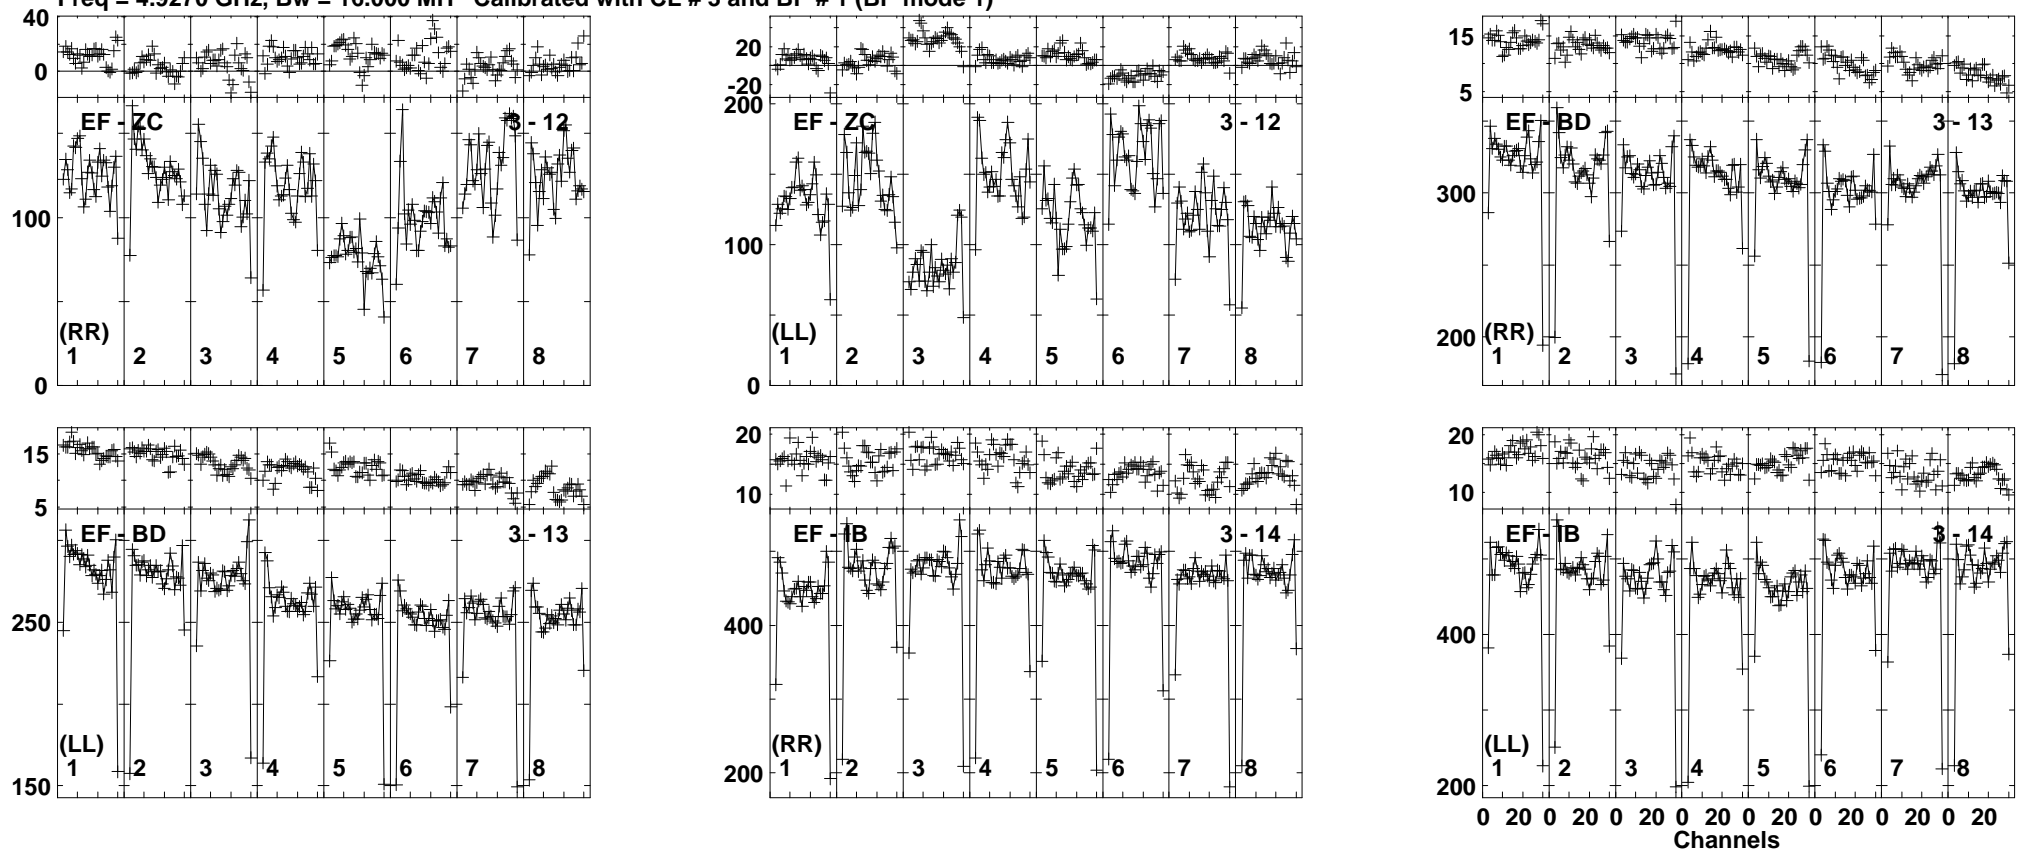 Freq = 4.9270 GHz, Bw = 16.000 MH Calibrated with CL # 3 and BP # 1 (BP mode 1)
40
0
EF - ZC 3 - 12
100
(RR)
1 2 3 4 5 6 7 8
0
20
-20
200
EF - ZC 3 - 12
100
(LL)
1 2 3 4 5 6 7 8
0
15
5
EF - BD 3 - 13
300
200
(RR)
1 2 3 4 5 6 7 8
15
5
EF - BD 3 - 13
250
(LL)
1 2 3 4 5 6 7 8
150
20
10
EF - IB 3 - 14
400
(RR)
1 2 3 4 5 6 7 8
200
20
10
EF - IB 3 - 14
400
(LL)
1 2 3 4 5 6 7 8
200
0 20 0 20 0 20 0 20 0 20 0 20 0 20 0 20
Channels